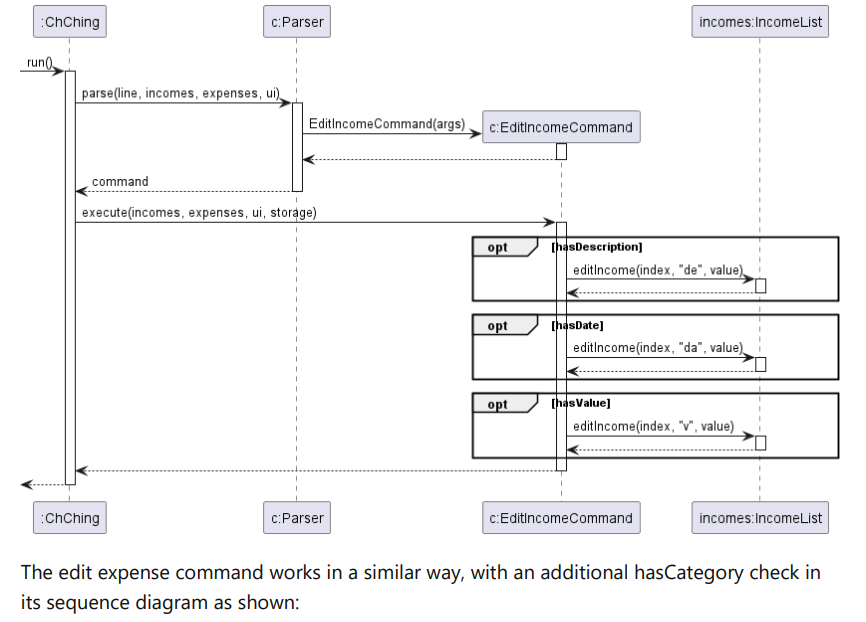 :ChChing
c:Parser
incomes:IncomeList
run()
parse(line, incomes, expenses, ui)
EditIncomeCommand(args)
c:EditIncomeCommand
command
execute(incomes, expenses, ui, storage)
opt
[hasDescription]
editIncome(index, "de", value)
opt
[hasDate]
editIncome(index, "da", value)
opt
[hasValue]
editIncome(index, "v", value)
:ChChing
c:Parser
c:EditIncomeCommand
incomes:IncomeList
The edit expense command works in a similar way, with an additional hasCategory check in
its sequence diagram as shown: